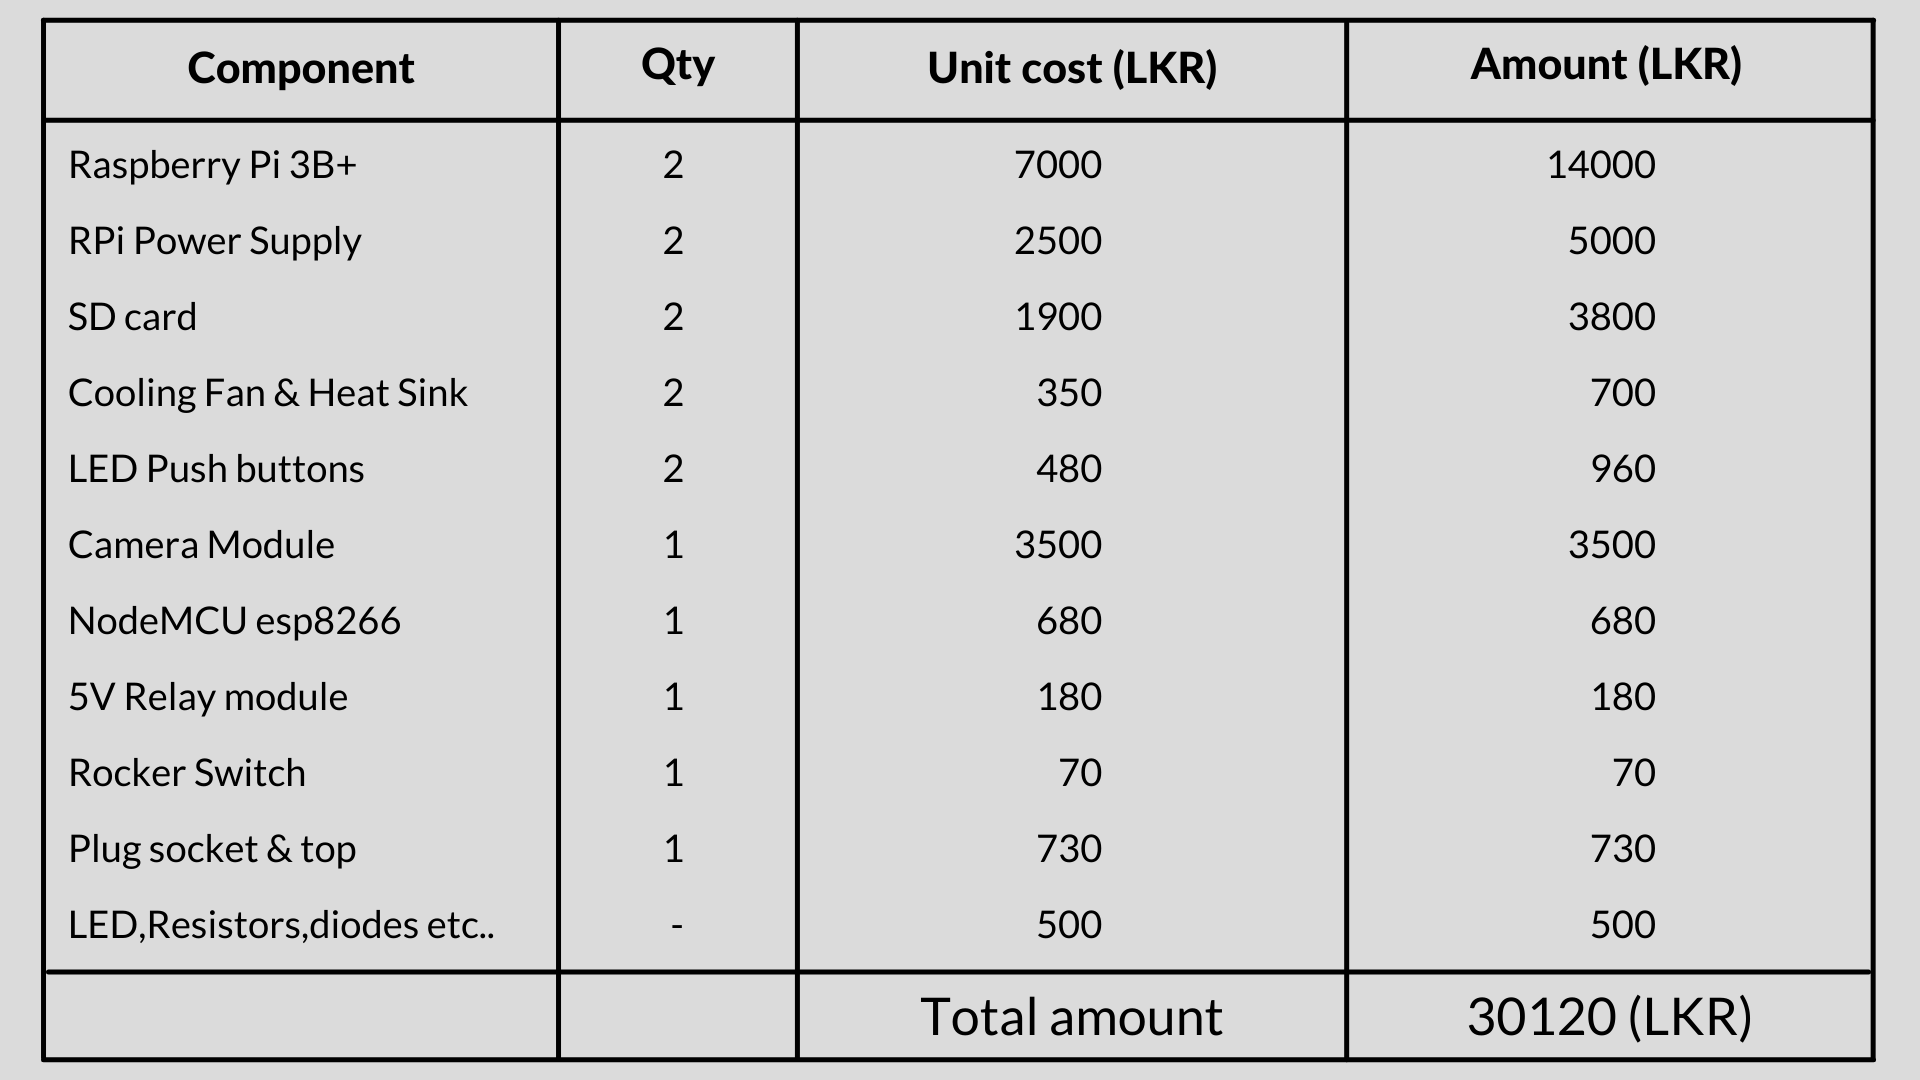 Component Qty Unit cost (LKR) Amount (LKR)
Raspberry Pi 3B+ 2 7000 14000
RPi Power Supply 2 2500 5000
SD card 2 1900 3800
Cooling Fan & Heat Sink 2 350 700
LED Push buttons 2 480 960
Camera Module 1 3500 3500
NodeMCU esp8266 1 680 680
5V Relay module 1 180 180
Rocker Switch 1 70 70
Plug socket & top 1 730 730
LED,Resistors,diodes etc.. - 500 500
Total amount 30120 (LKR)